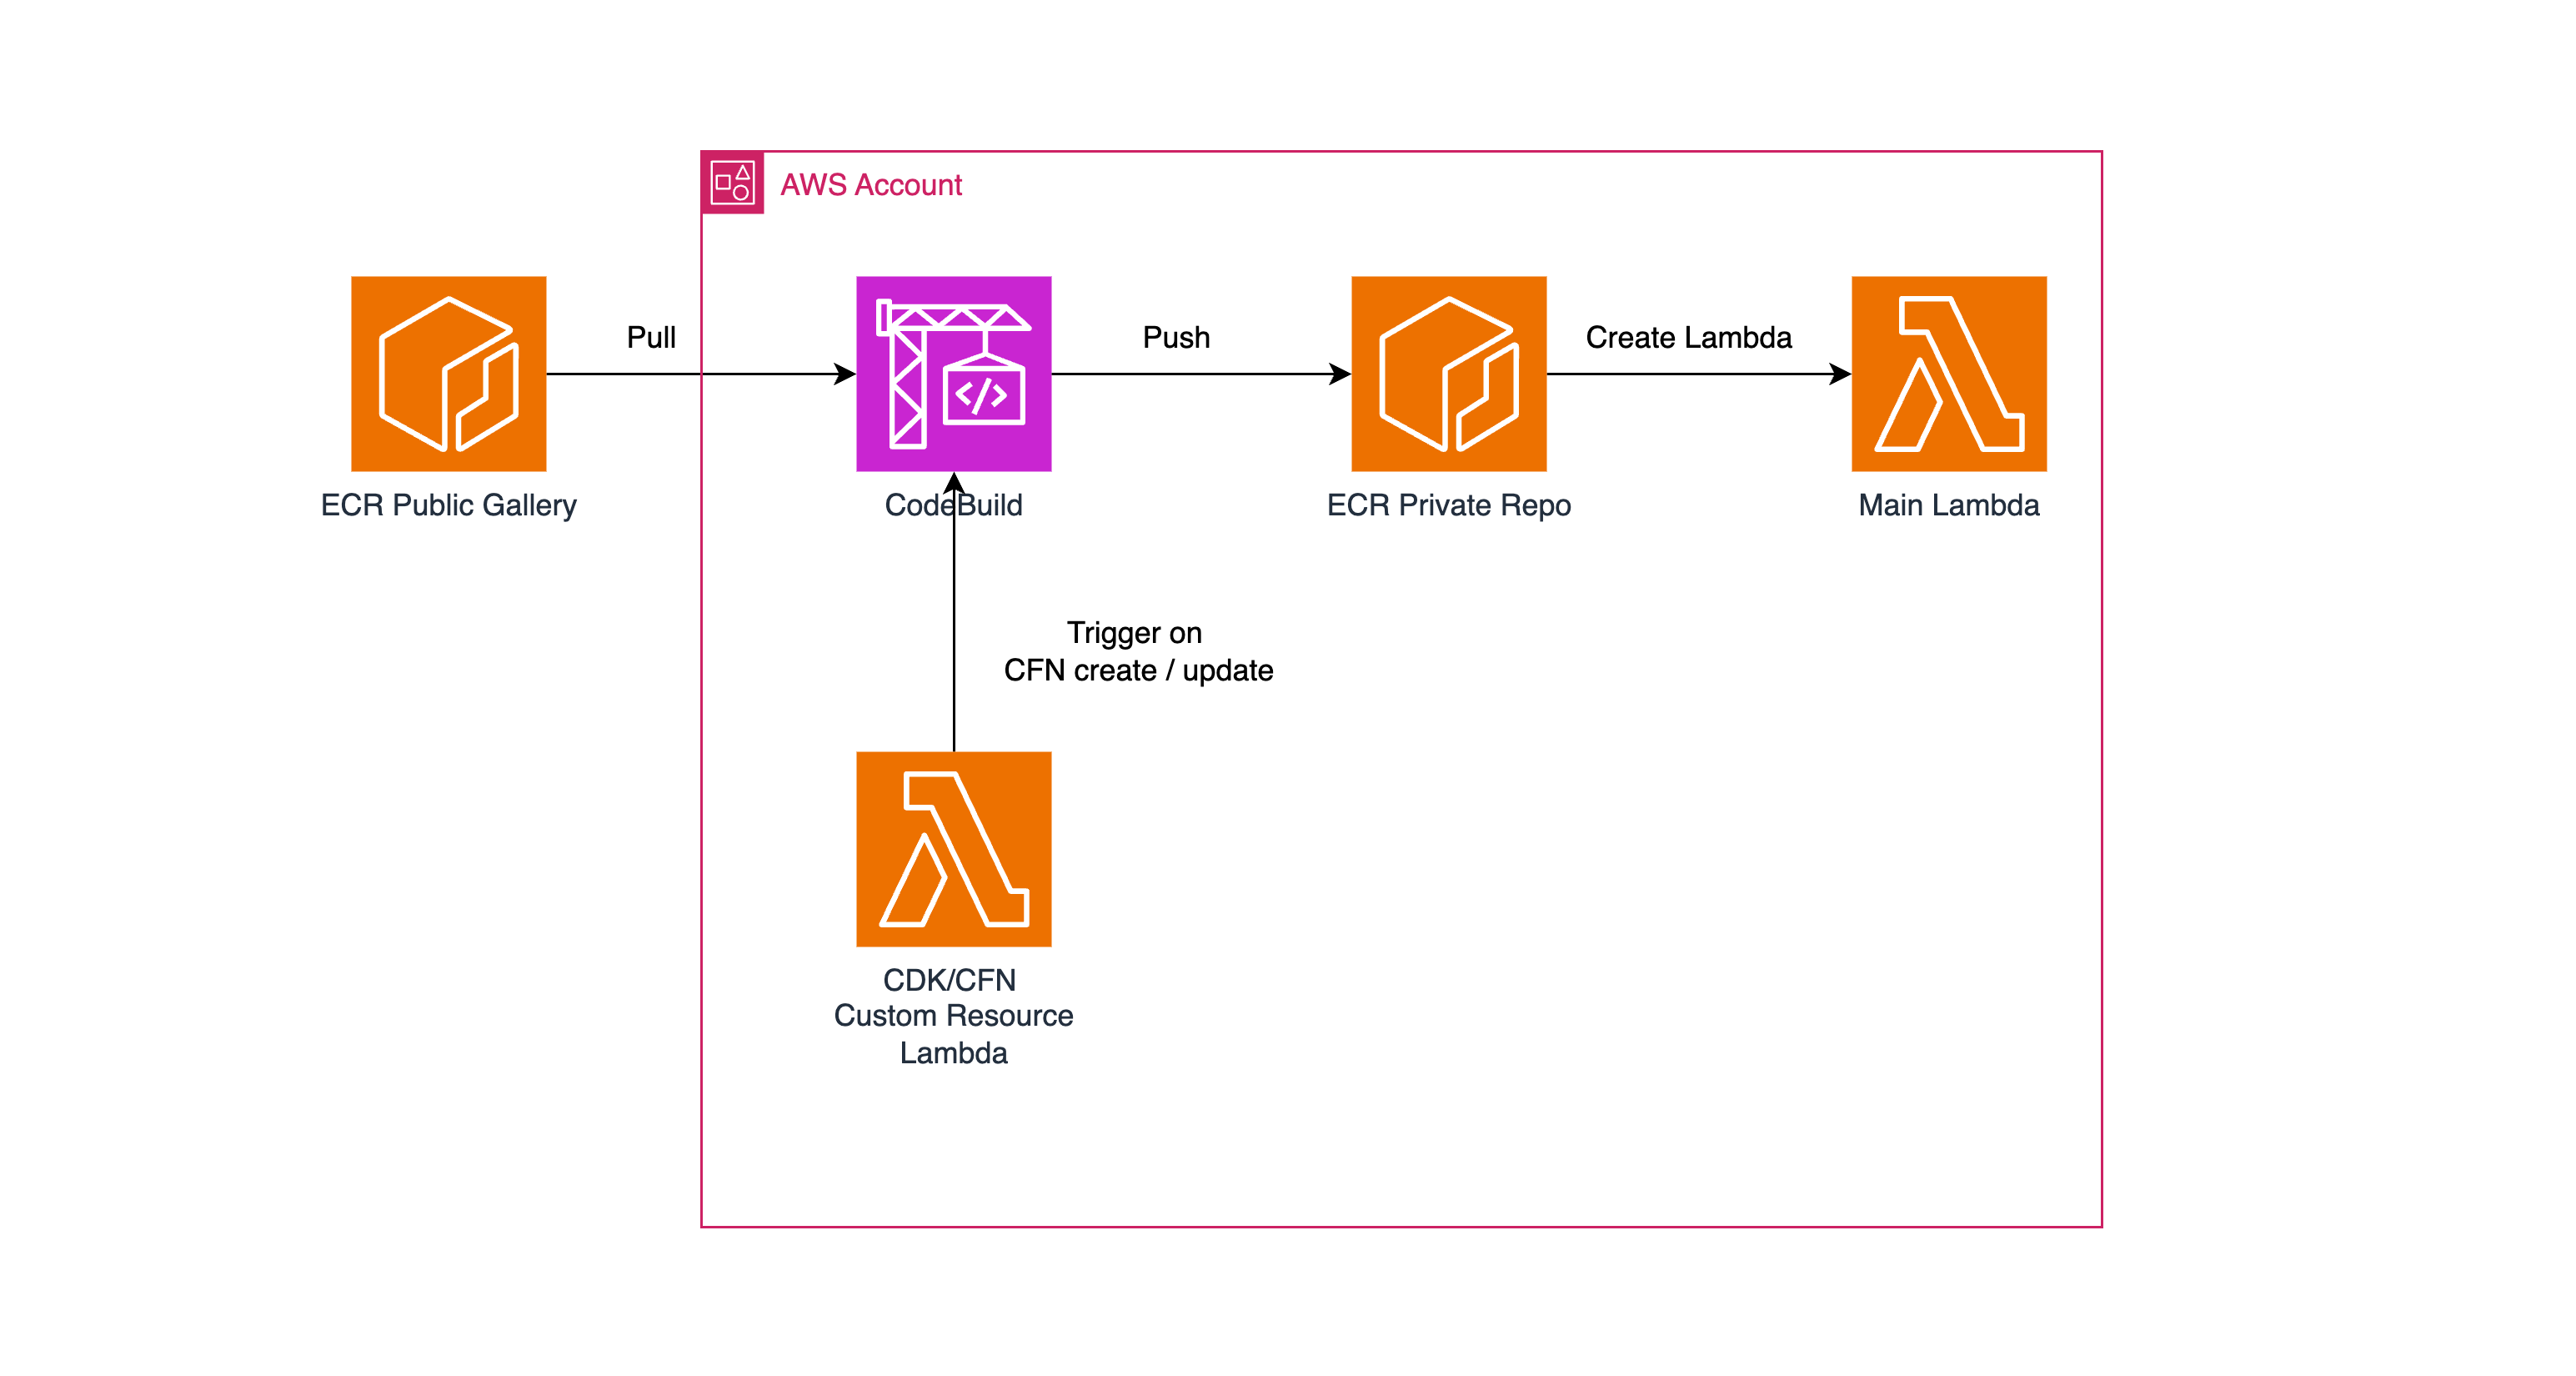 AWS Account
Pull
Push
Create Lambda
ECR Public Gallery
CodeBuild
ECR Private Repo
Main Lambda
Trigger on
CFN create / update
CDK/CFN
Custom Resource
Lambda